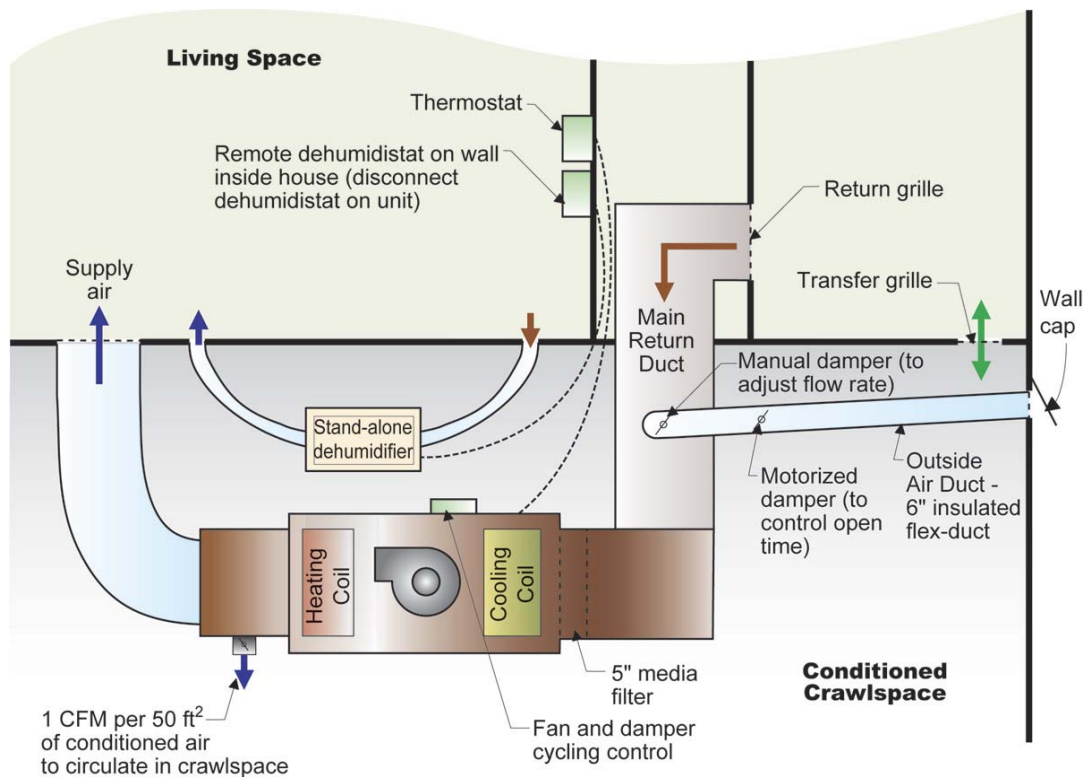 Living Space
Thermostat
Remote dehumidistat on wall
inside house (disconnect
dehumidistat on unit)
Return grille
Supply
air
Transfer grille
Wall
cap
Main
Return
Duct
Manual damper (to
adjust flow rate)
Stand-alone
dehumidifier
Motorized
damper (to
control open
time)
Outside
Air Duct -
6" insulated
flex-duct
Heating
Coil
Cooling
Coil
5" media
filter
Conditioned
Crawlspace
Fan and damper
cycling control
1 CFM per 50 ft²
of conditioned air
to circulate in crawlspace